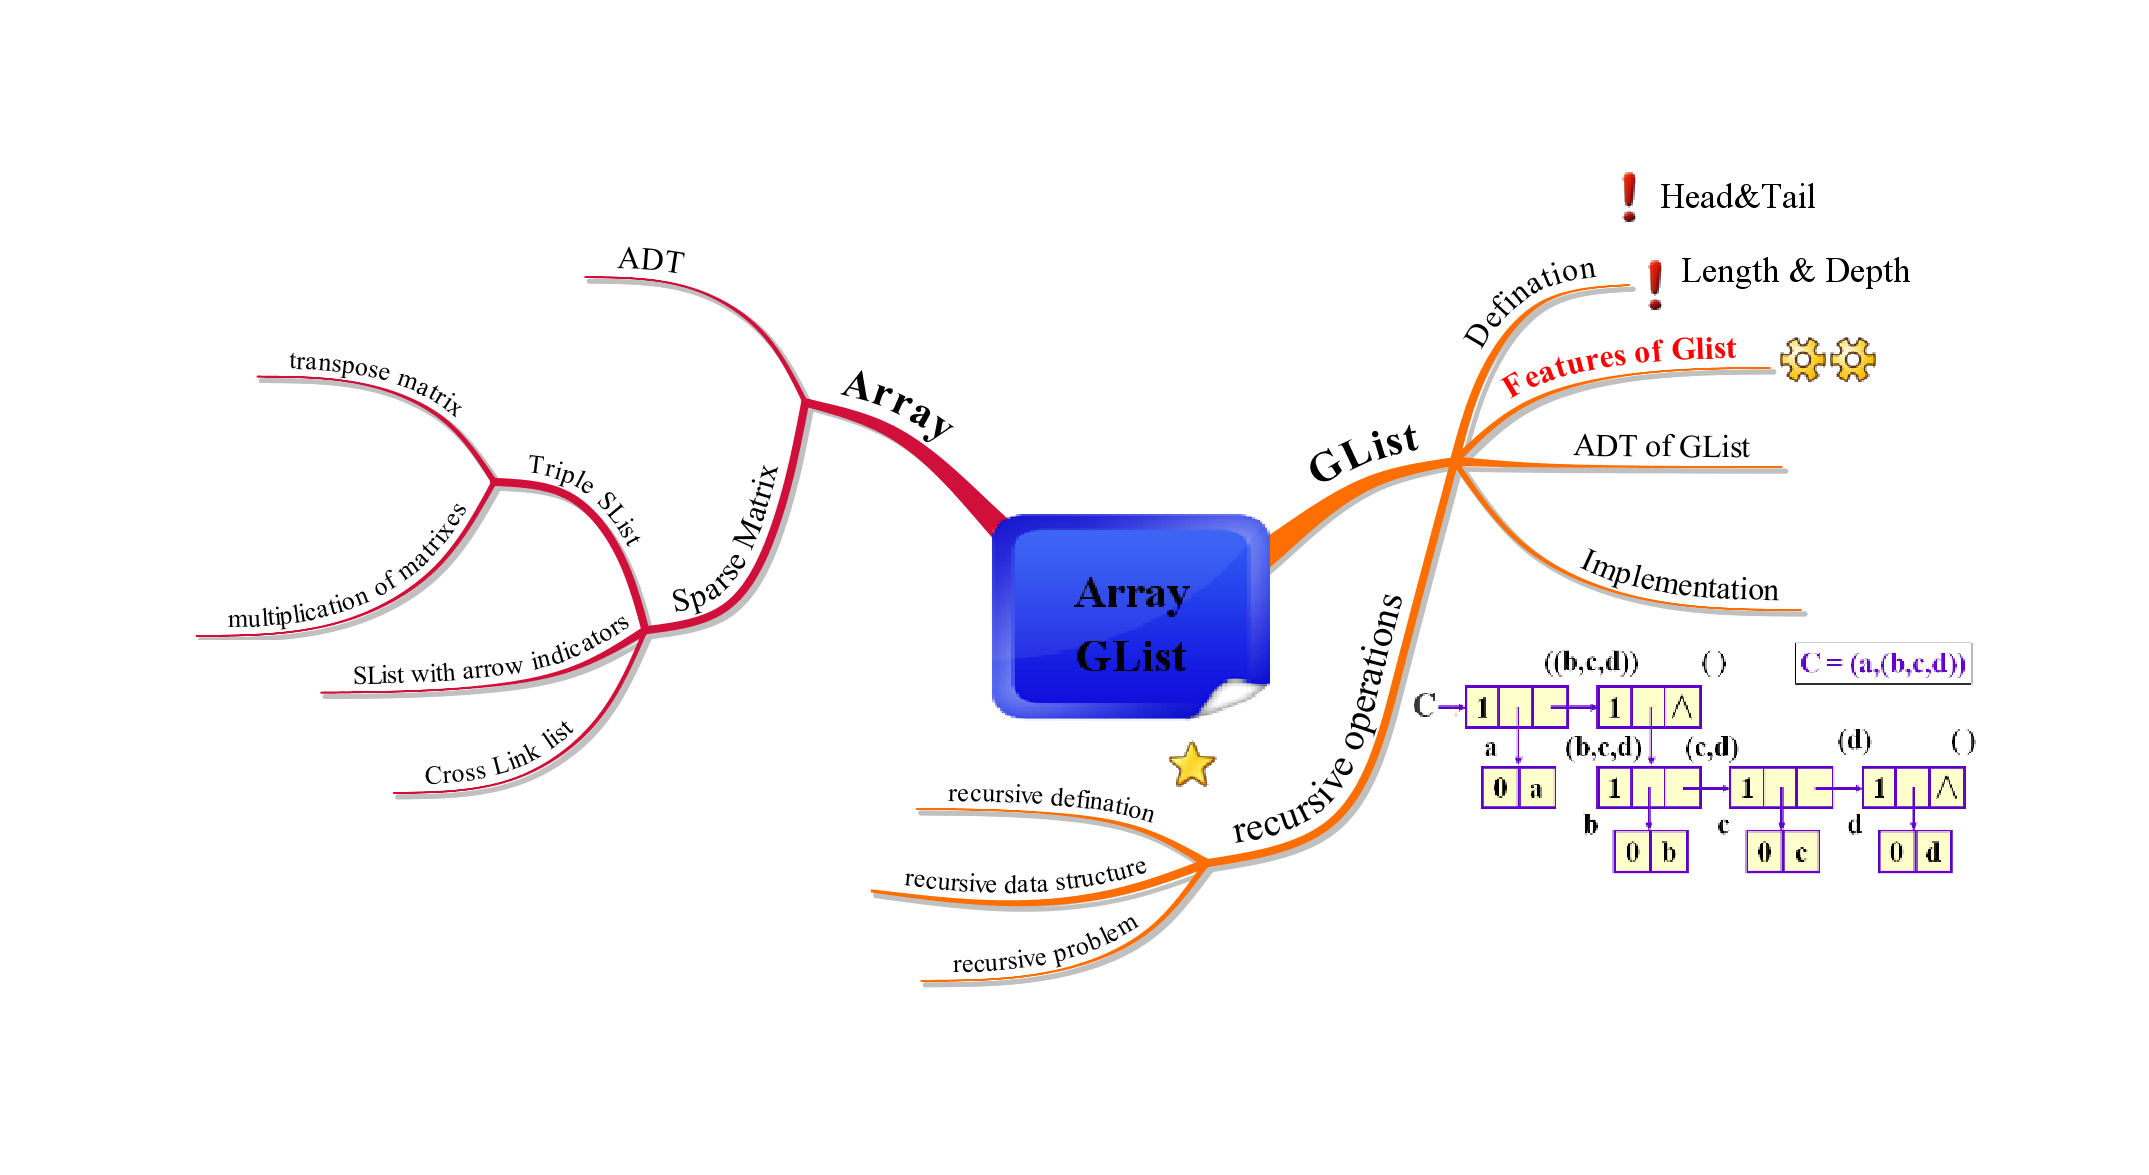 Array
GList
Array
ADT
Sparse Matrix
Triple SList
transpose matrix
multiplication of matrixes
SList with arrow indicators
Cross Link list
GList
Defination
Head&Tail
Length & Depth
Features of Glist
ADT of GList
Implementation
recursive operations
recursive defination
recursive data structure
recursive problem
((b,c,d)) ( ) C = (a,(b,c,d))
C 1 1 ∧
a (b,c,d) (c,d) (d) ( )
0 a 1 1 1 ∧
b c d
0 b 0 c 0 d